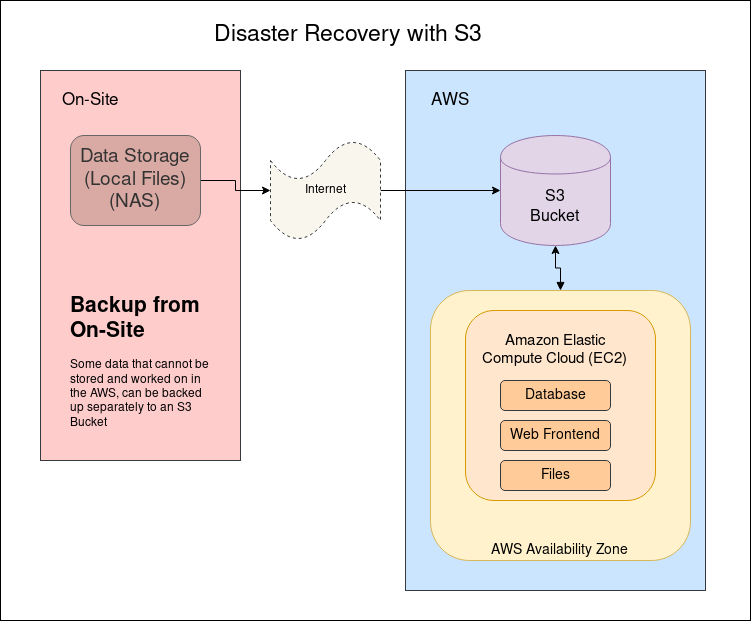 Disaster Recovery with S3
On-Site
Data Storage
(Local Files)
(NAS)
Backup from
On-Site
Some data that cannot be
stored and worked on in
the AWS, can be backed
up separately to an S3
Bucket
Internet
AWS
S3
Bucket
Amazon Elastic
Compute Cloud (EC2)
Database
Web Frontend
Files
AWS Availability Zone